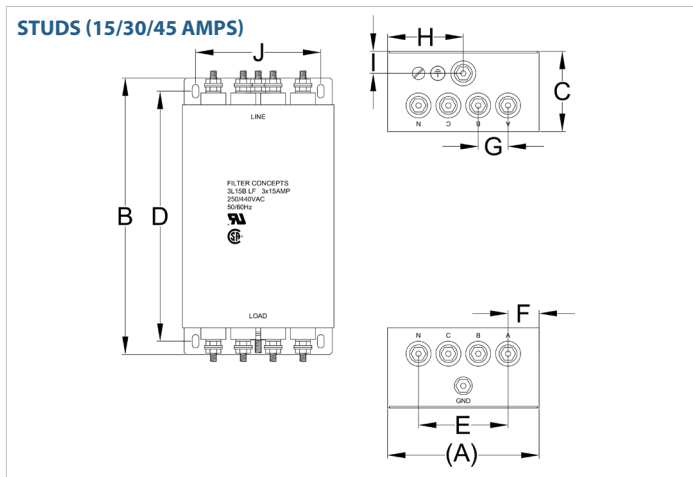 STUDS (15/30/45 AMPS)
J
H
I
C
LINE
N C B A
G
B
D
FILTER CONCEPTS
3L15B LF 3x15AMP
250/440VAC
50/60Hz
LOAD
F
N C B A
GND
E
(A)